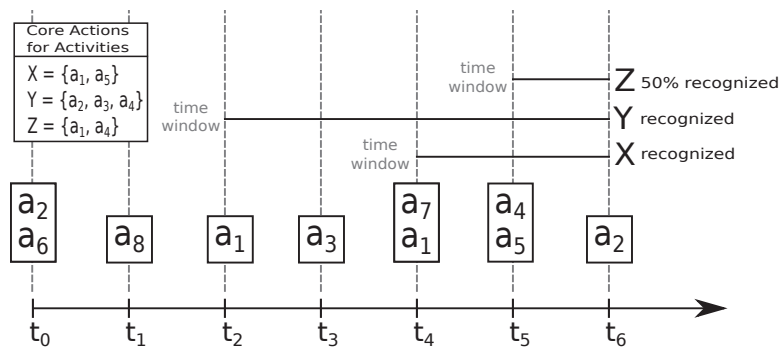 Core Actions
for Activities
X = {a₁, a₅}
Y = {a₂, a₃, a₄}
Z = {a₁, a₄}
time
window
Z 50% recognized
time
window
Y recognized
time
window
X recognized
a₂
a₆
a₈
a₁
a₃
a₇
a₁
a₄
a₅
a₂
t₀ t₁ t₂ t₃ t₄ t₅ t₆